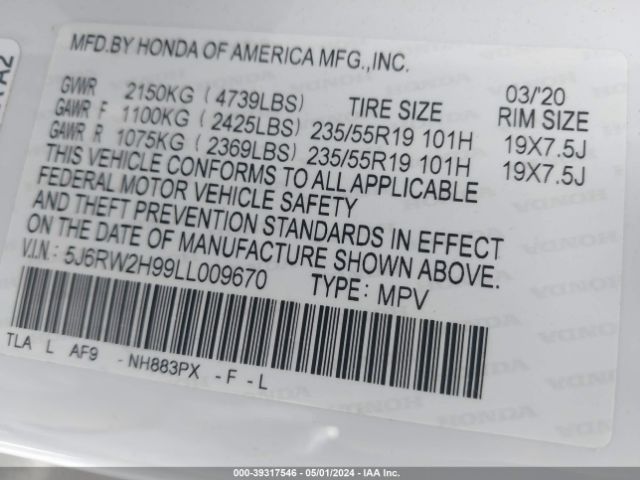 MFD.BY HONDA OF AMERICA MFG.,INC.
03/'20
GVWR 2150KG ( 4739LBS) TIRE SIZE RIM SIZE
GAWR F 1100KG ( 2425LBS) 235/55R19 101H 19X7.5J
GAWR R 1075KG ( 2369LBS) 235/55R19 101H 19X7.5J
THIS VEHICLE CONFORMS TO ALL APPLICABLE
FEDERAL MOTOR VEHICLE SAFETY
AND THEFT PREVENTION STANDARDS IN EFFECT
ON THE DATE OF MANUFACTURE SHOWN ABOVE.
V.I.N.: 5J6RW2H99LL009670 TYPE: MPV
TLA L AF9 -NH883PX -F-L
000-39317546 - 05/01/2024 - IAA Inc.